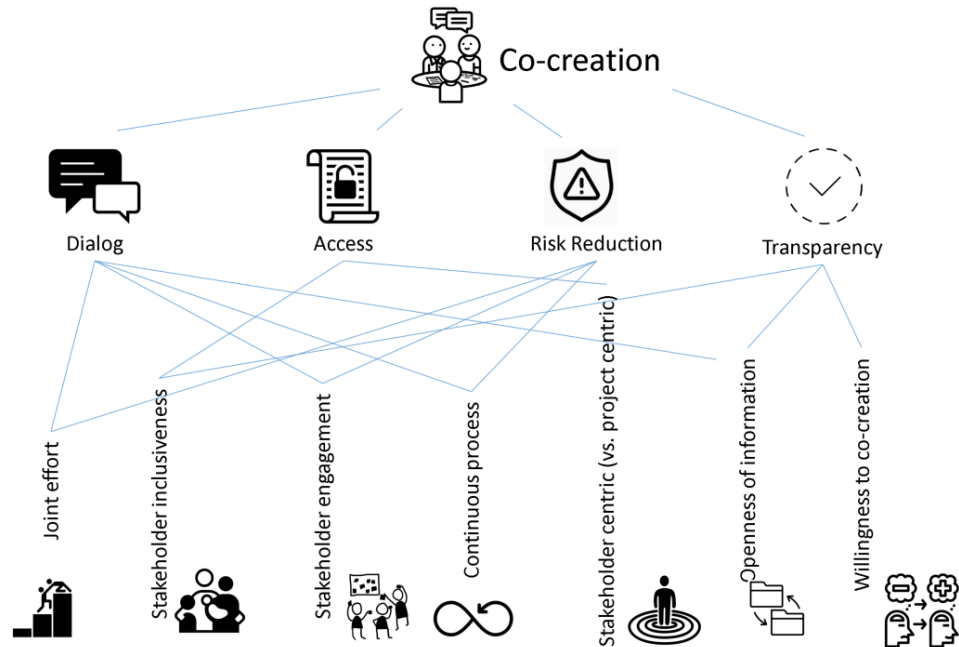 Co-creation
Dialog
Access
Risk Reduction
Transparency
Joint effort
Stakeholder inclusiveness
Stakeholder engagement
Continuous process
Stakeholder centric (vs. project centric)
Openness of information
Willingness to co-creation